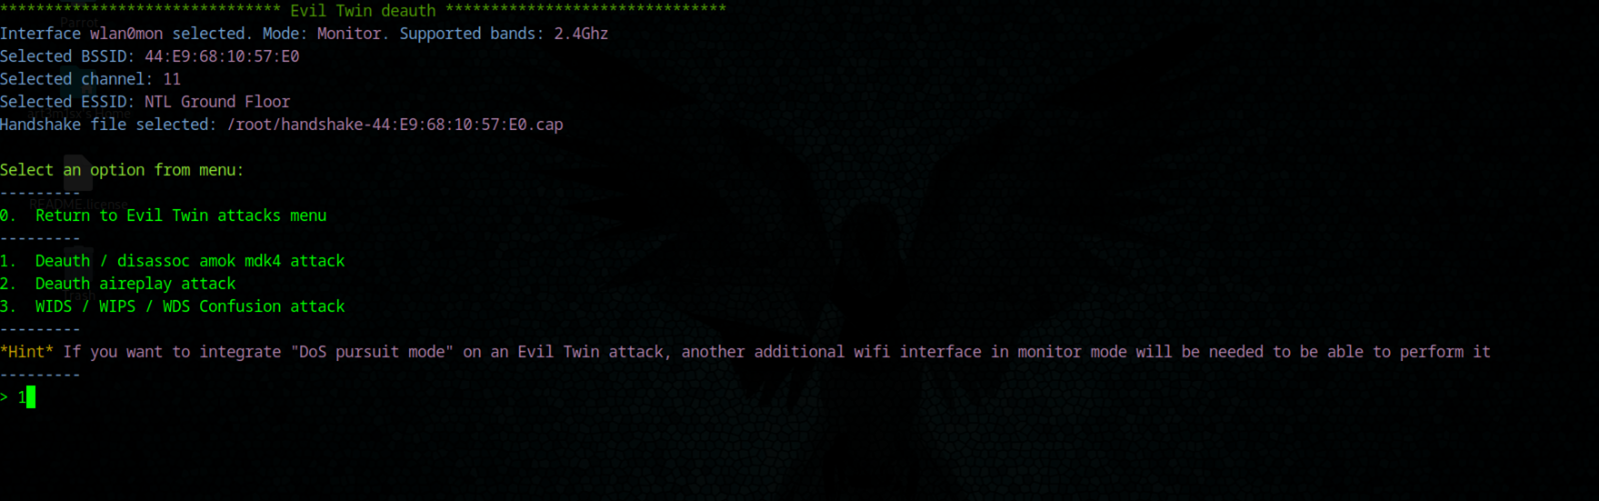 ******************************* Evil Twin deauth *******************************
Interface wlan0mon selected. Mode: Monitor. Supported bands: 2.4Ghz
Selected BSSID: 44:E9:68:10:57:E0
Selected channel: 11
Selected ESSID: NTL Ground Floor
Handshake file selected: /root/handshake-44:E9:68:10:57:E0.cap
Select an option from menu:
---------
0.  Return to Evil Twin attacks menu
---------
1.  Deauth / disassoc amok mdk4 attack
2.  Deauth aireplay attack
3.  WIDS / WIPS / WDS Confusion attack
---------
*Hint* If you want to integrate "DoS pursuit mode" on an Evil Twin attack, another additional wifi interface in monitor mode will be needed to be able to perform it
---------
> 1
Parrot
README.license